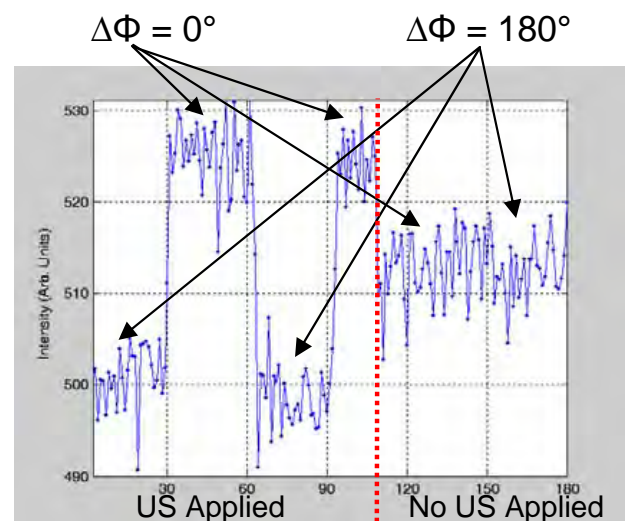 ΔΦ = 0° ΔΦ = 180°
530
520
510
500
490
Intensity (Arb. Units)
30 60 90 120 150 180
US Applied No US Applied